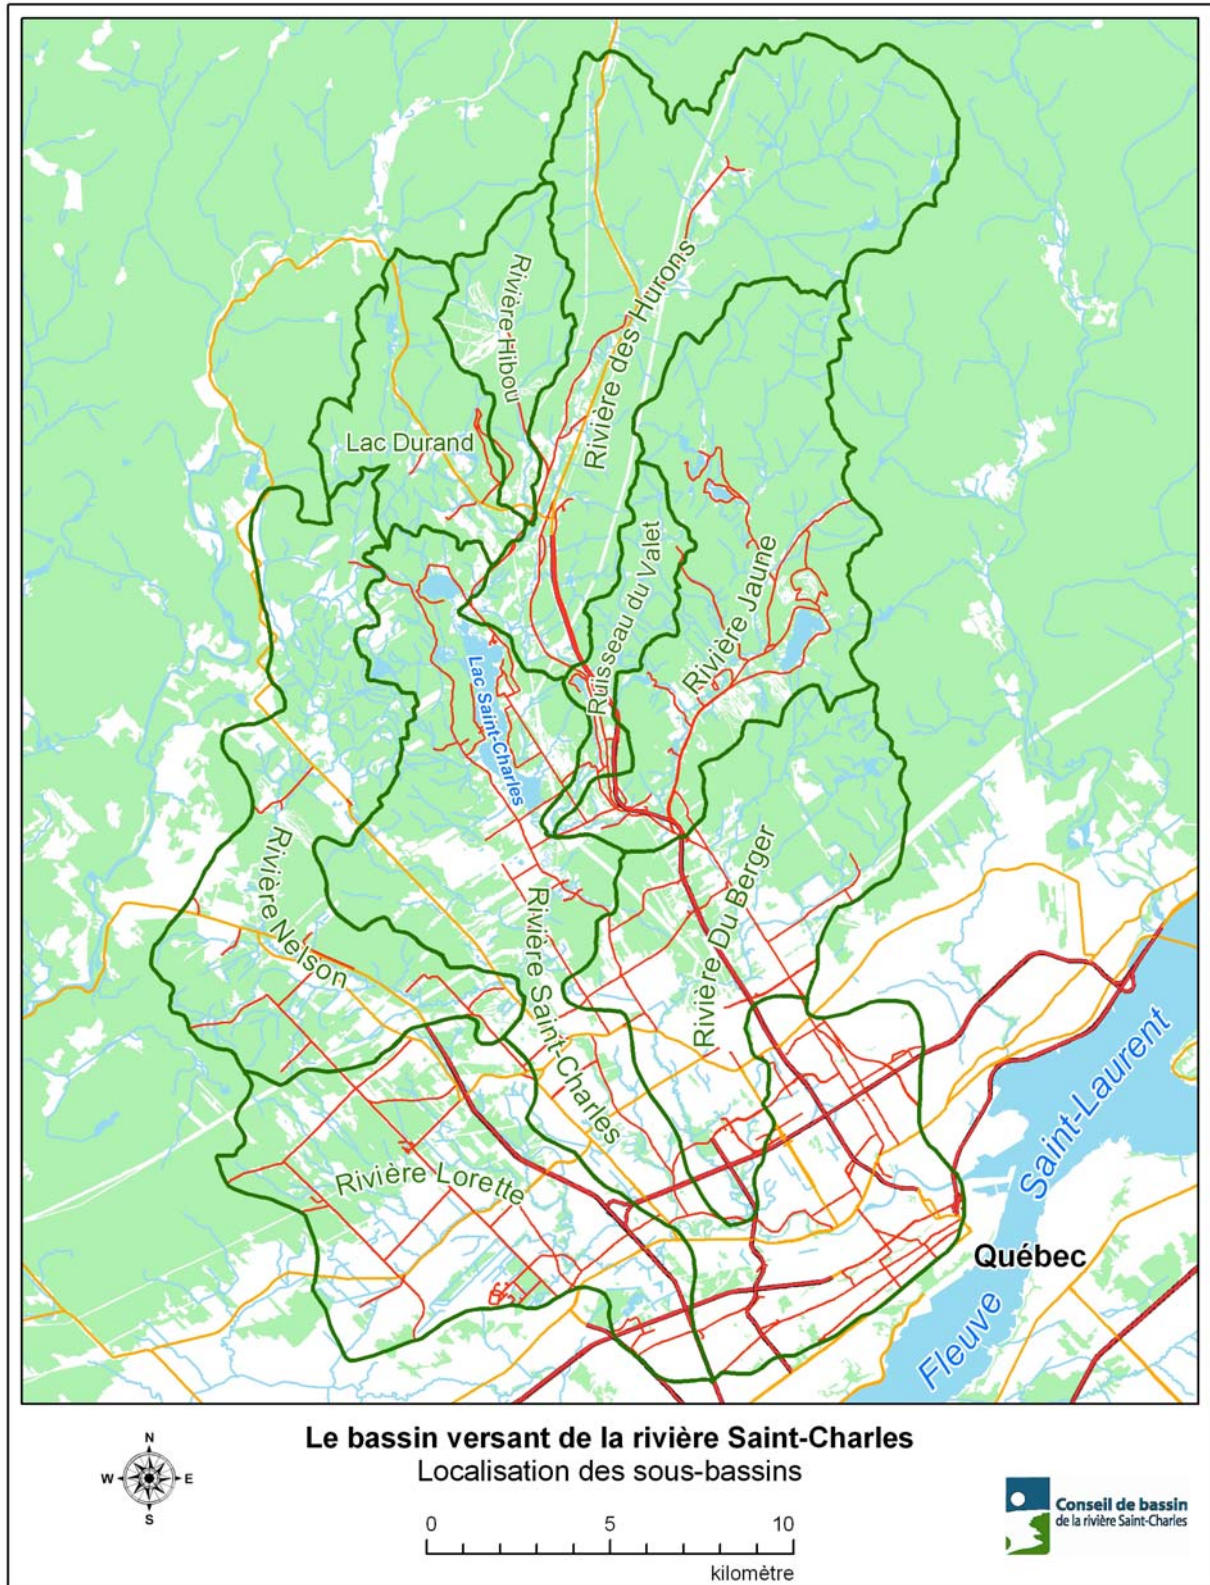 Rivière Hibou
Rivière des Hurons
Lac Durand
Ruisseau du Valet
Rivière Jaune
Lac Saint-Charles
Rivière Nelson
Rivière Saint-Charles
Rivière Du Berger
Rivière Lorette
Québec
Fleuve Saint-Laurent
Le bassin versant de la rivière Saint-Charles
Localisation des sous-bassins
N
W E
S
0 5 10
kilomètre
Conseil de bassin
de la rivière Saint-Charles